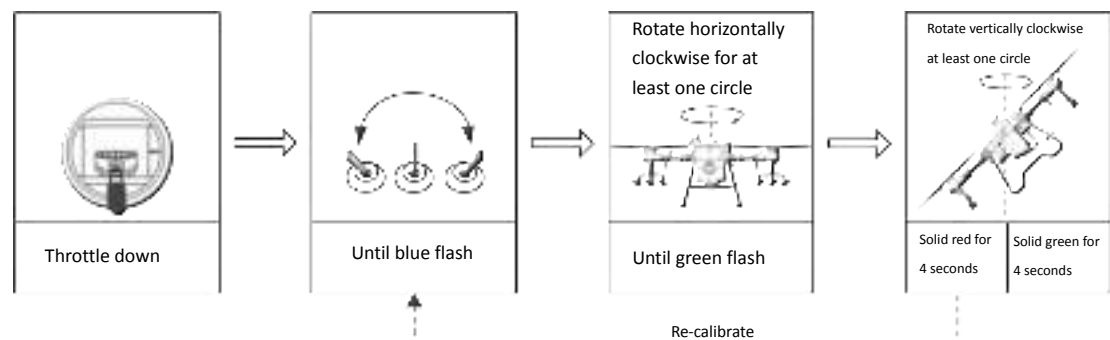 Rotate horizontally
clockwise for at
least one circle
Rotate vertically clockwise
at least one circle
Throttle down
Until blue flash
Until green flash
Solid red for
4 seconds
Solid green for
4 seconds
Re-calibrate